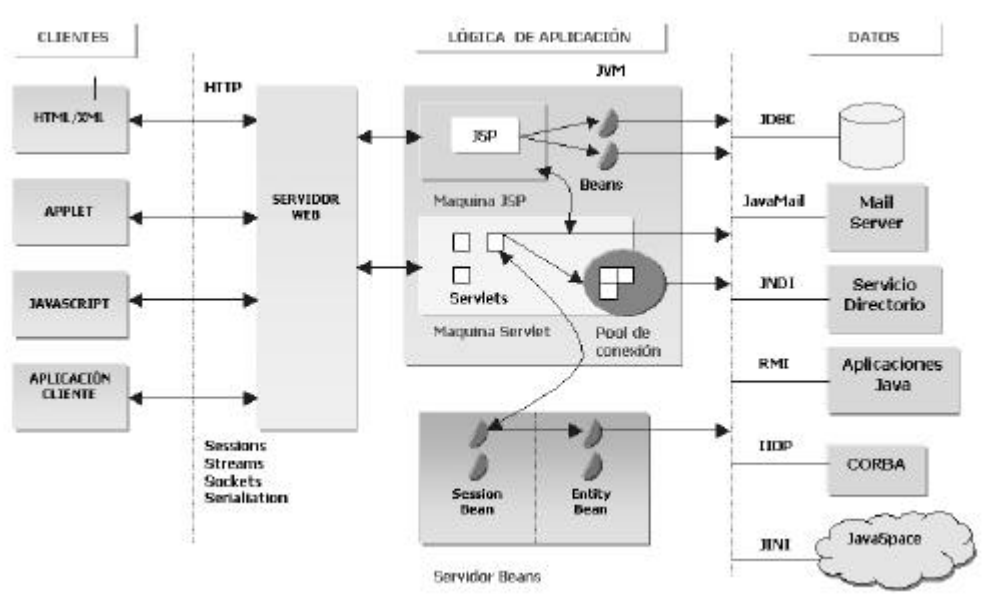 CLIENTES
LÓGICA DE APLICACIÓN
DATOS
HTML/XML
APPLET
JAVASCRIPT
APLICACIÓN
CLIENTE
HTTP
Sessions
Streams
Sockets
Serialiation
SERVIDOR
WEB
JVM
JSP
Beans
Maquina JSP
Servlets
Maquina Servlet
Pool de
conexión
Session
Bean
Entity
Bean
Servidor Beans
JDBC
JavaMail
Mail
Server
JNDI
Servicio
Directorio
RMI
Aplicaciones
Java
IIOP
CORBA
JINI
JavaSpace